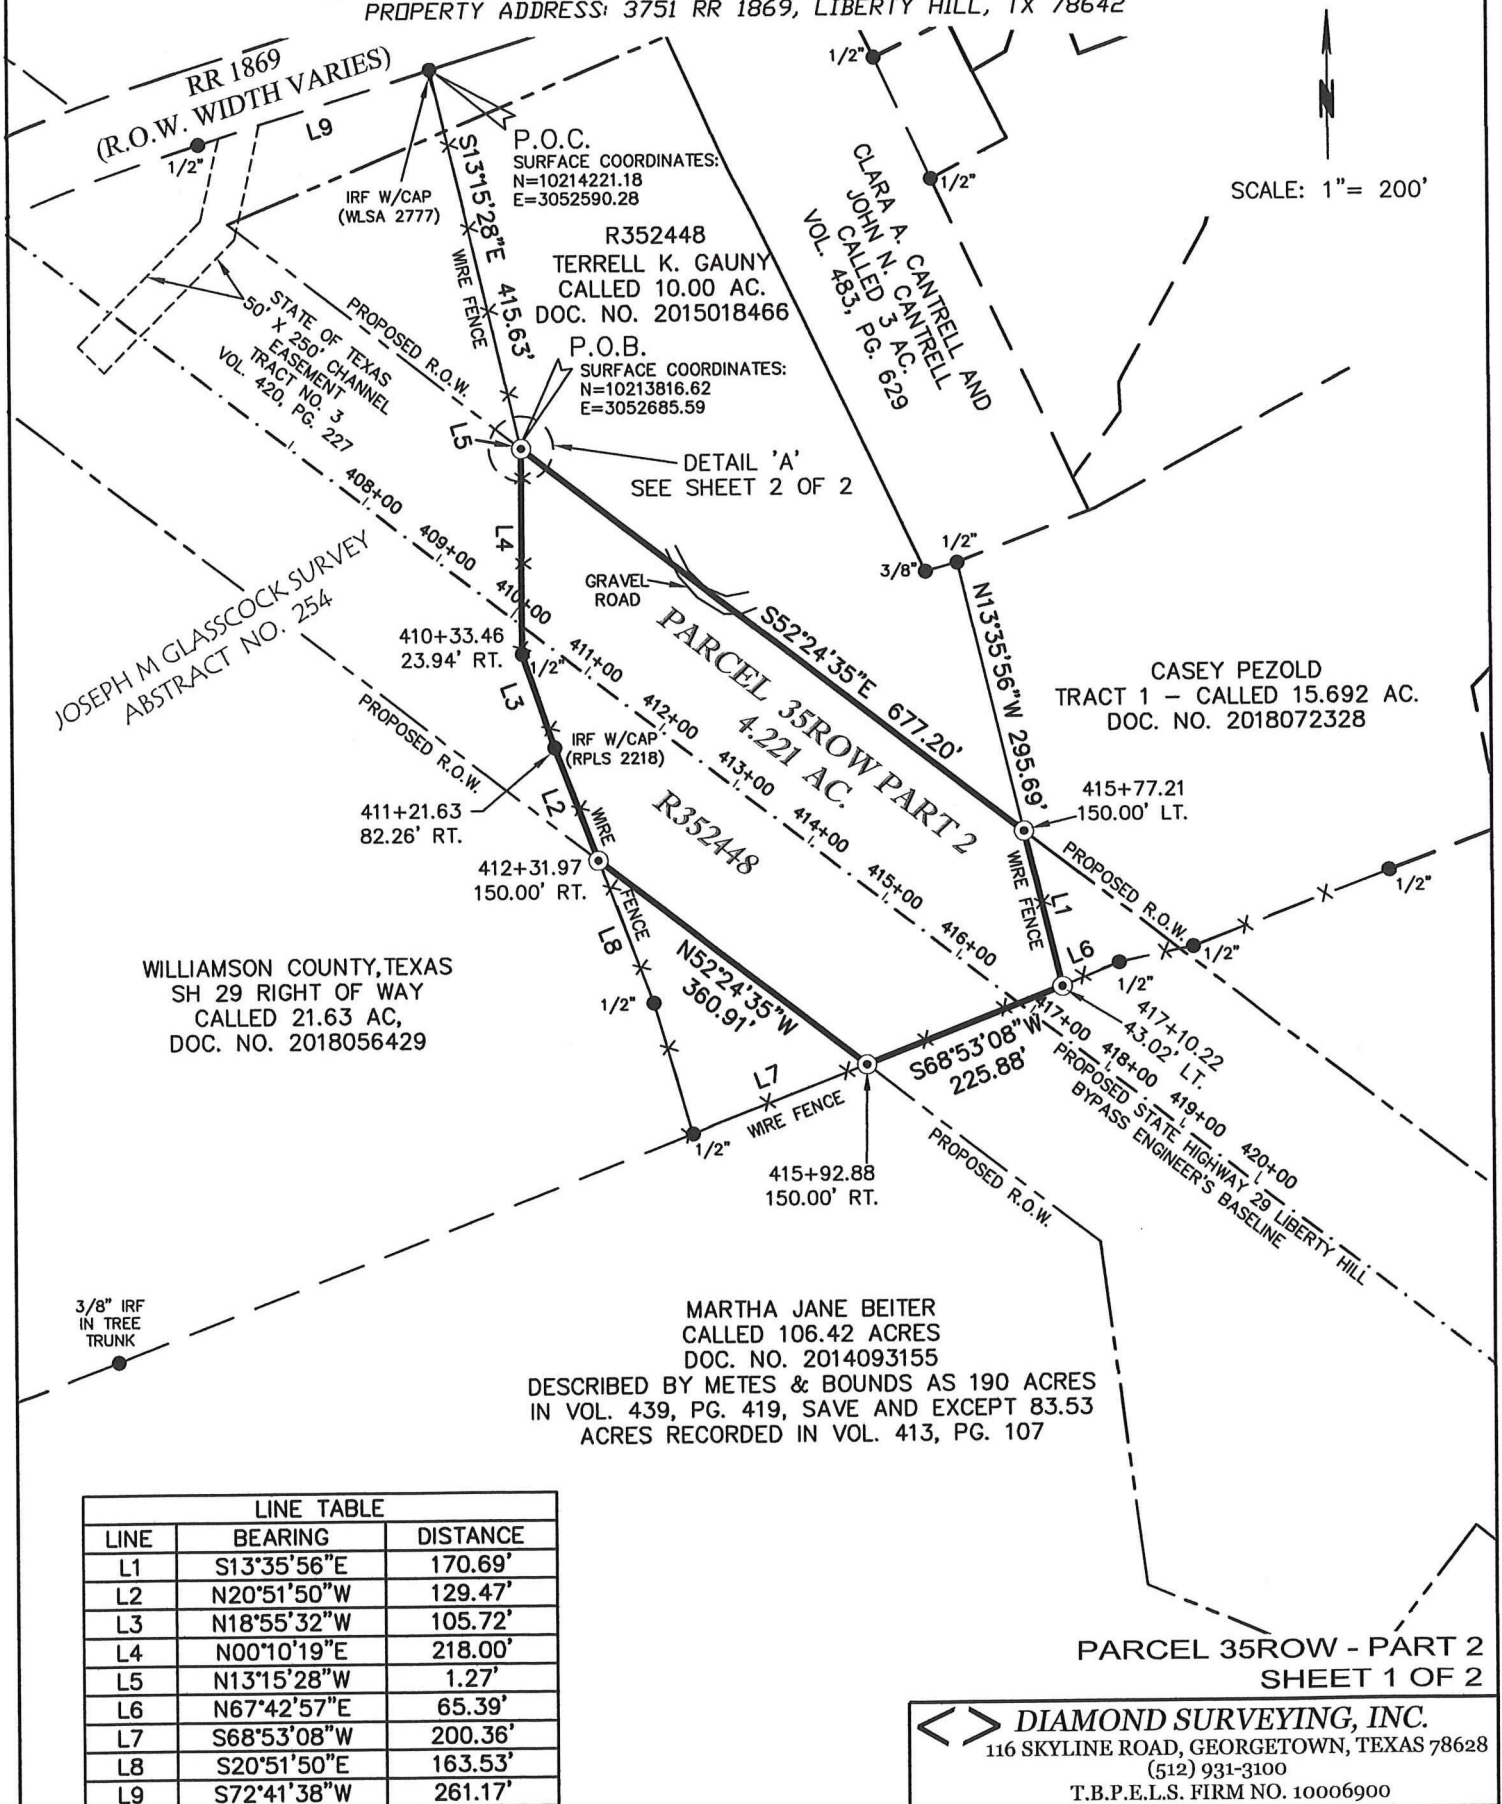 PROPERTY ADDRESS: 3751 RR 1869, LIBERTY HILL, TX 78642
RR 1869
(R.O.W. WIDTH VARIES)
L9
1/2"
IRF W/CAP
(WLSA 2777)
P.O.C.
SURFACE COORDINATES:
N=10214221.18
E=3052590.28
S13°15'28"E 415.63'
WIRE FENCE
R352448
TERRELL K. GAUNY
CALLED 10.00 AC.
DOC. NO. 2015018466
1/2"
1/2"
CLARA A. CANTRELL AND
JOHN N. CANTRELL
CALLED 3 AC.
VOL. 483, PG. 629
N
SCALE: 1"= 200'
STATE OF TEXAS
50' X 250' CHANNEL
EASEMENT
TRACT NO. 3
VOL. 420, PG. 227
PROPOSED R.O.W.
P.O.B.
SURFACE COORDINATES:
N=10213816.62
E=3052685.59
L5
DETAIL 'A'
SEE SHEET 2 OF 2
408+00
409+00
410+00
411+00
412+00
413+00
414+00
415+00
416+00
417+00
418+00
419+00
420+00
L4
JOSEPH M GLASSCOCK SURVEY
ABSTRACT NO. 254
GRAVEL
ROAD
1/2"
3/8"
N13°35'56"W 295.69'
S52°24'35"E 677.20'
PARCEL 35ROW PART 2
4.221 AC.
R352448
410+33.46
23.94' RT.
1/2"
L3
CASEY PEZOLD
TRACT 1 – CALLED 15.692 AC.
DOC. NO. 2018072328
PROPOSED R.O.W.
IRF W/CAP
(RPLS 2218)
411+21.63
82.26' RT.
L2
WIRE
FENCE
415+77.21
150.00' LT.
412+31.97
150.00' RT.
WIRE FENCE
L1
PROPOSED R.O.W.
1/2"
L8
L6
1/2"
1/2"
WILLIAMSON COUNTY,TEXAS
SH 29 RIGHT OF WAY
CALLED 21.63 AC,
DOC. NO. 2018056429
N52°24'35"W
360.91'
1/2"
417+10.22
43.02' LT.
S68°53'08"W
225.88'
L7
WIRE FENCE
1/2"
PROPOSED STATE HIGHWAY 29 LIBERTY HILL
BYPASS ENGINEER'S BASELINE
415+92.88
150.00' RT.
PROPOSED R.O.W.
3/8" IRF
IN TREE
TRUNK
MARTHA JANE BEITER
CALLED 106.42 ACRES
DOC. NO. 2014093155
DESCRIBED BY METES & BOUNDS AS 190 ACRES
IN VOL. 439, PG. 419, SAVE AND EXCEPT 83.53
ACRES RECORDED IN VOL. 413, PG. 107
LINE TABLE
LINE BEARING DISTANCE
L1 S13°35'56"E 170.69'
L2 N20°51'50"W 129.47'
L3 N18°55'32"W 105.72'
L4 N00°10'19"E 218.00'
L5 N13°15'28"W 1.27'
L6 N67°42'57"E 65.39'
L7 S68°53'08"W 200.36'
L8 S20°51'50"E 163.53'
L9 S72°41'38"W 261.17'
PARCEL 35ROW - PART 2
SHEET 1 OF 2
DIAMOND SURVEYING, INC.
116 SKYLINE ROAD, GEORGETOWN, TEXAS 78628
(512) 931-3100
T.B.P.E.L.S. FIRM NO. 10006900